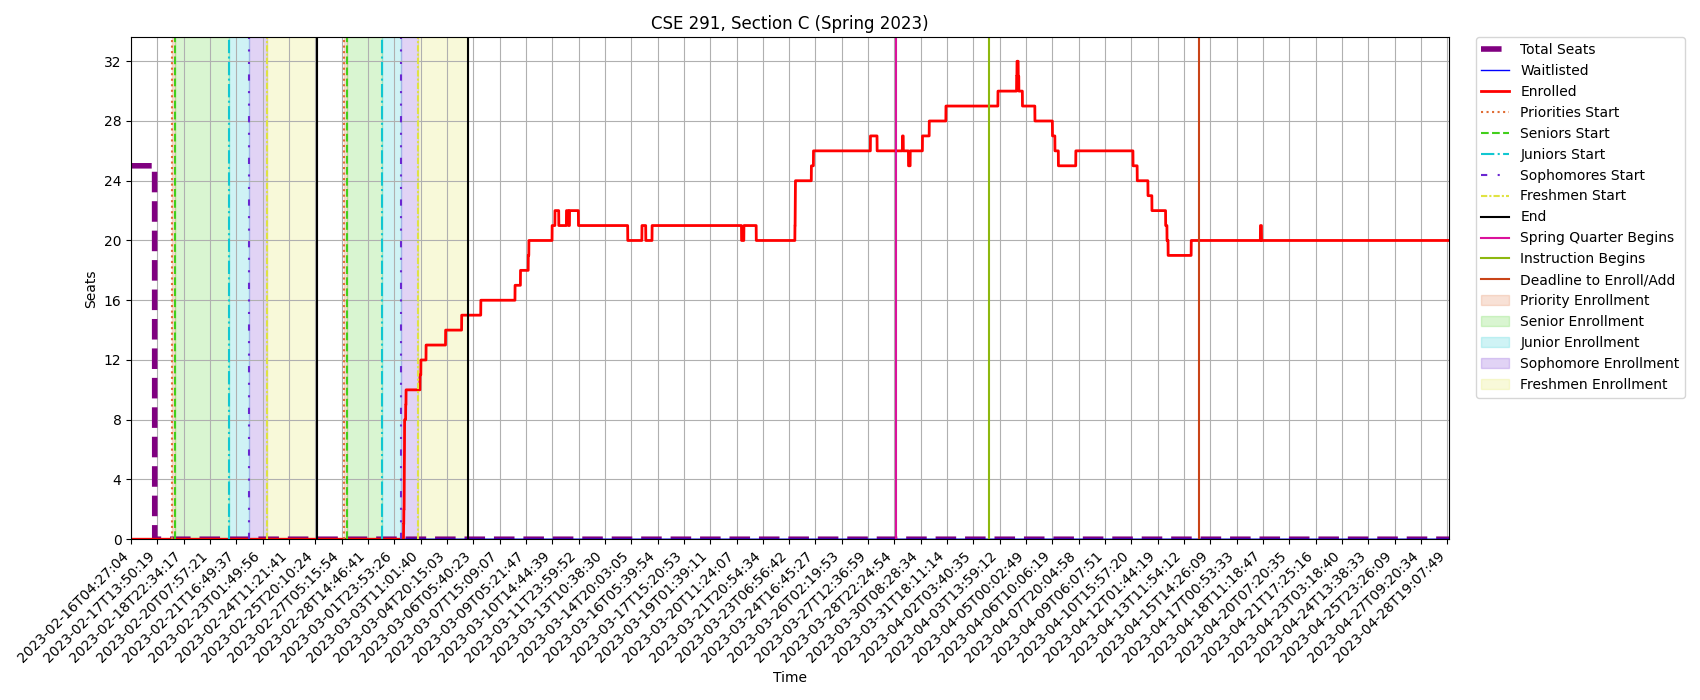 CSE 291, Section C (Spring 2023)
Seats
32
28
24
20
16
12
8
4
0
2023-02-16T04:27:04
2023-02-17T13:50:19
2023-02-18T22:34:17
2023-02-20T07:57:21
2023-02-21T16:49:37
2023-02-23T01:49:56
2023-02-24T11:21:41
2023-02-25T20:10:24
2023-02-27T05:15:54
2023-02-28T14:46:41
2023-03-01T23:53:26
2023-03-03T11:01:40
2023-03-04T20:15:03
2023-03-06T05:40:23
2023-03-07T15:09:07
2023-03-09T05:21:47
2023-03-10T14:44:39
2023-03-11T23:59:52
2023-03-13T10:38:30
2023-03-14T20:03:05
2023-03-16T05:39:54
2023-03-17T15:20:53
2023-03-19T01:39:11
2023-03-20T11:24:07
2023-03-21T20:54:34
2023-03-23T06:56:42
2023-03-24T16:45:27
2023-03-26T02:19:53
2023-03-27T12:36:59
2023-03-28T22:24:54
2023-03-30T08:28:34
2023-03-31T18:11:14
2023-04-02T03:40:35
2023-04-03T13:59:12
2023-04-05T00:02:49
2023-04-06T10:06:19
2023-04-07T20:04:58
2023-04-09T06:07:51
2023-04-10T15:57:20
2023-04-12T01:44:19
2023-04-13T11:54:12
2023-04-15T14:26:09
2023-04-17T00:53:33
2023-04-18T11:18:47
2023-04-20T07:20:35
2023-04-21T17:25:16
2023-04-24T03:18:40
2023-04-24T13:38:33
2023-04-25T23:26:09
2023-04-27T09:20:34
2023-04-28T19:07:49
Time
Total Seats
Waitlisted
Enrolled
Priorities Start
Seniors Start
Juniors Start
Sophomores Start
Freshmen Start
End
Spring Quarter Begins
Instruction Begins
Deadline to Enroll/Add
Priority Enrollment
Senior Enrollment
Junior Enrollment
Sophomore Enrollment
Freshmen Enrollment